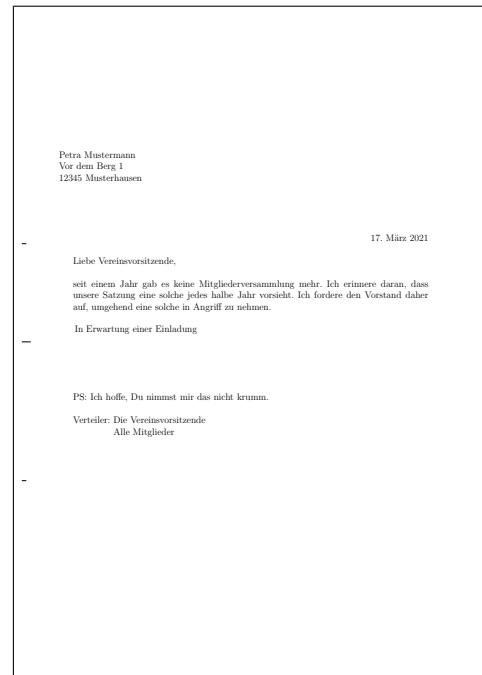 Petra Mustermann
Vor dem Berg 1
12345 Musterhausen
17. März 2021
Liebe Vereinsvorsitzende,
seit einem Jahr gab es keine Mitgliederversammlung mehr. Ich erinnere daran, dass
unsere Satzung eine solche jedes halbe Jahr vorsieht. Ich fordere den Vorstand daher
auf, umgehend eine solche in Angriff zu nehmen.
In Erwartung einer Einladung
PS: Ich hoffe, Du nimmst mir das nicht krumm.
Verteiler: Die Vereinsvorsitzende
Alle Mitglieder